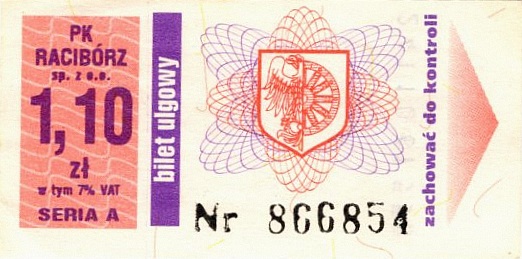 PK
RACIBÓRZ
sp. z o.o.
1,10
zł
w tym 7% VAT
SERIA A
bilet ulgowy
Nr 866854
zachować do kontroli